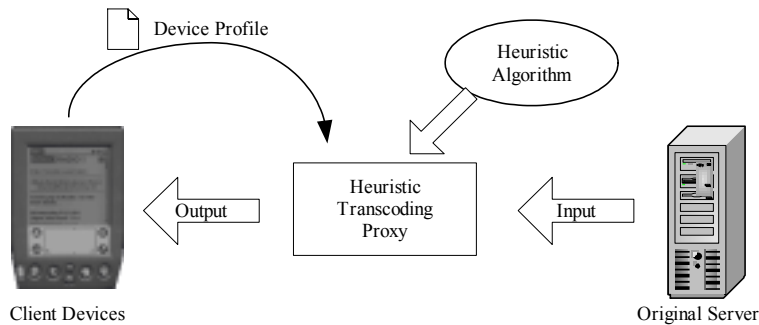 Device Profile
Heuristic
Algorithm
Heuristic
Transcoding
Proxy
Output
Input
Client Devices
Original Server